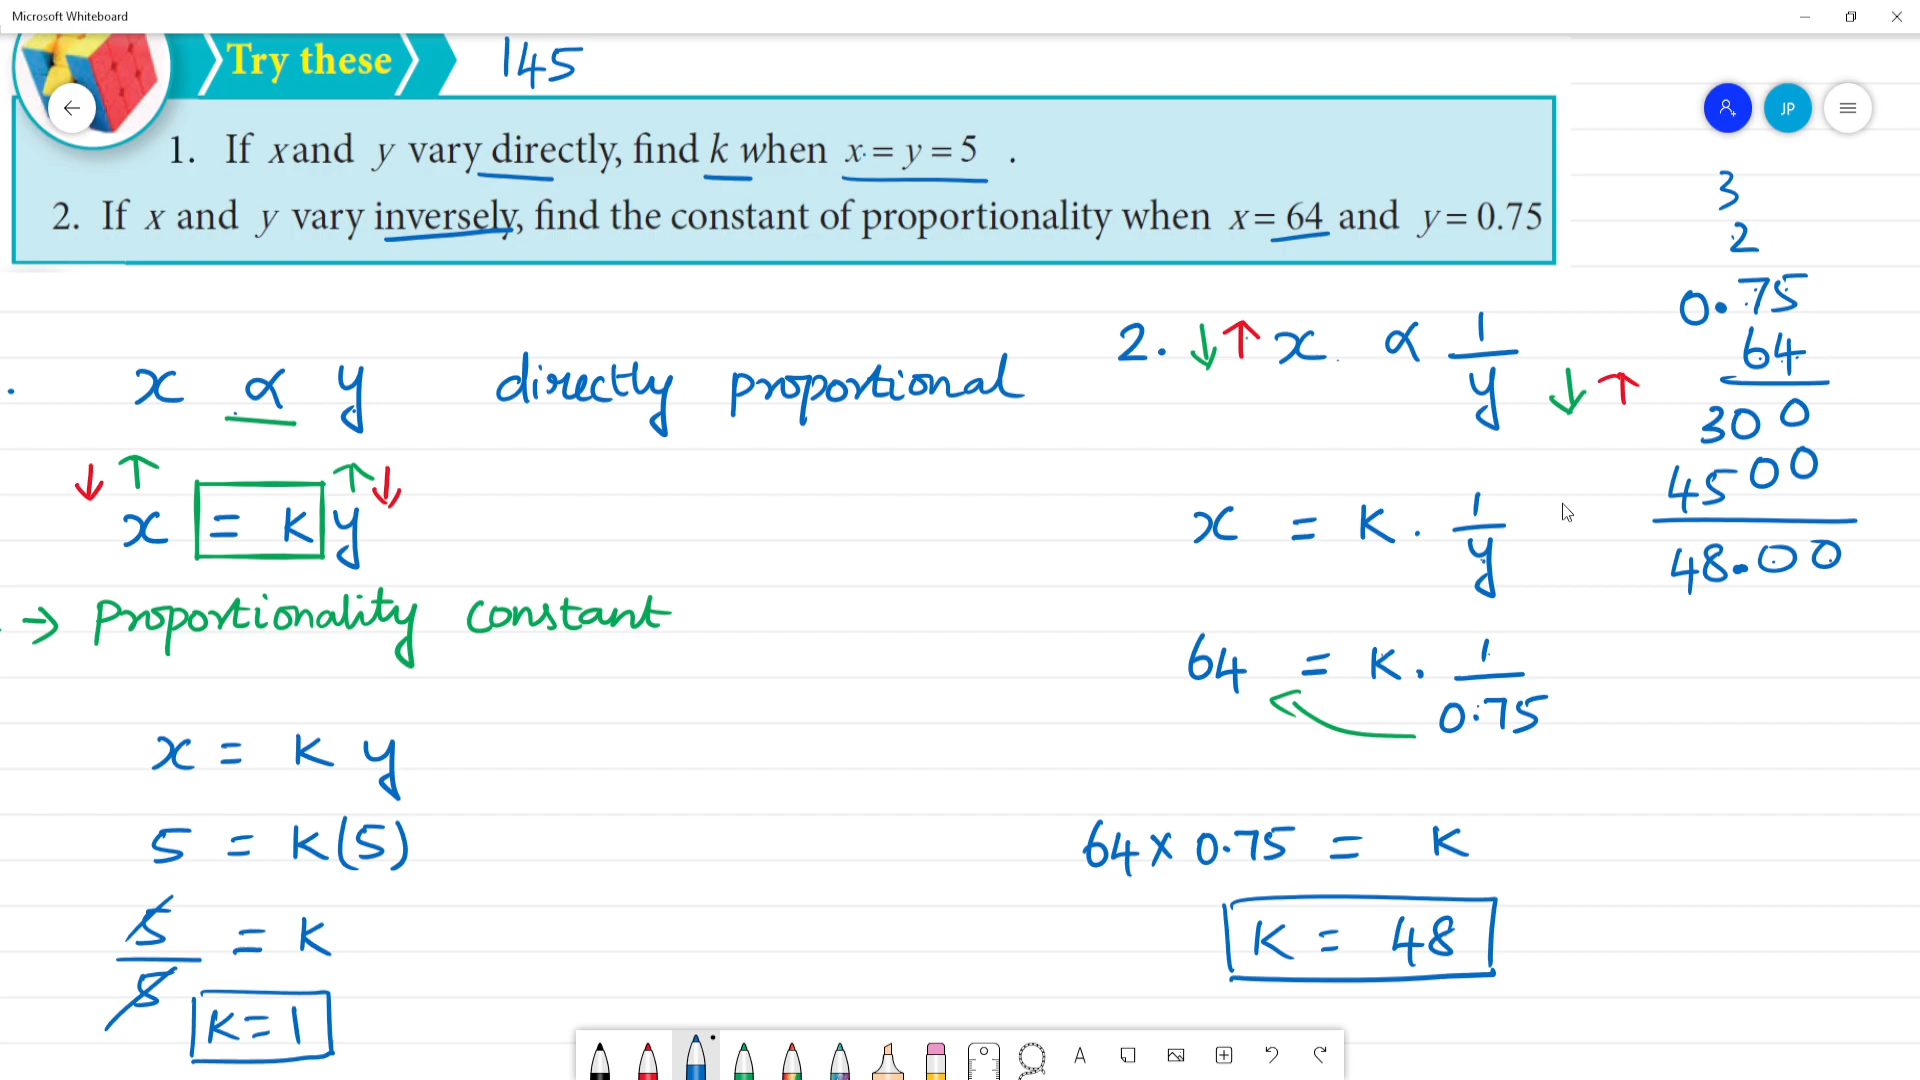 Microsoft Whiteboard
Try these 145
1. If x and y vary directly, find k when x = y = 5 .
2. If x and y vary inversely, find the constant of proportionality when x = 64 and y = 0.75
JP
. x ∝ y directly proportional
↓ ↑ ↑ ↓
x = K y
→ Proportionality constant
x = K y
5 = K(5)
5/5 = K
K = 1
2. ↓ ↑ x ∝ 1/y ↓ ↑
x = K . 1/y
64 = K . 1/0.75
64 × 0.75 = K
K = 48
3
2
0.75
64
300
4500
48.00
A